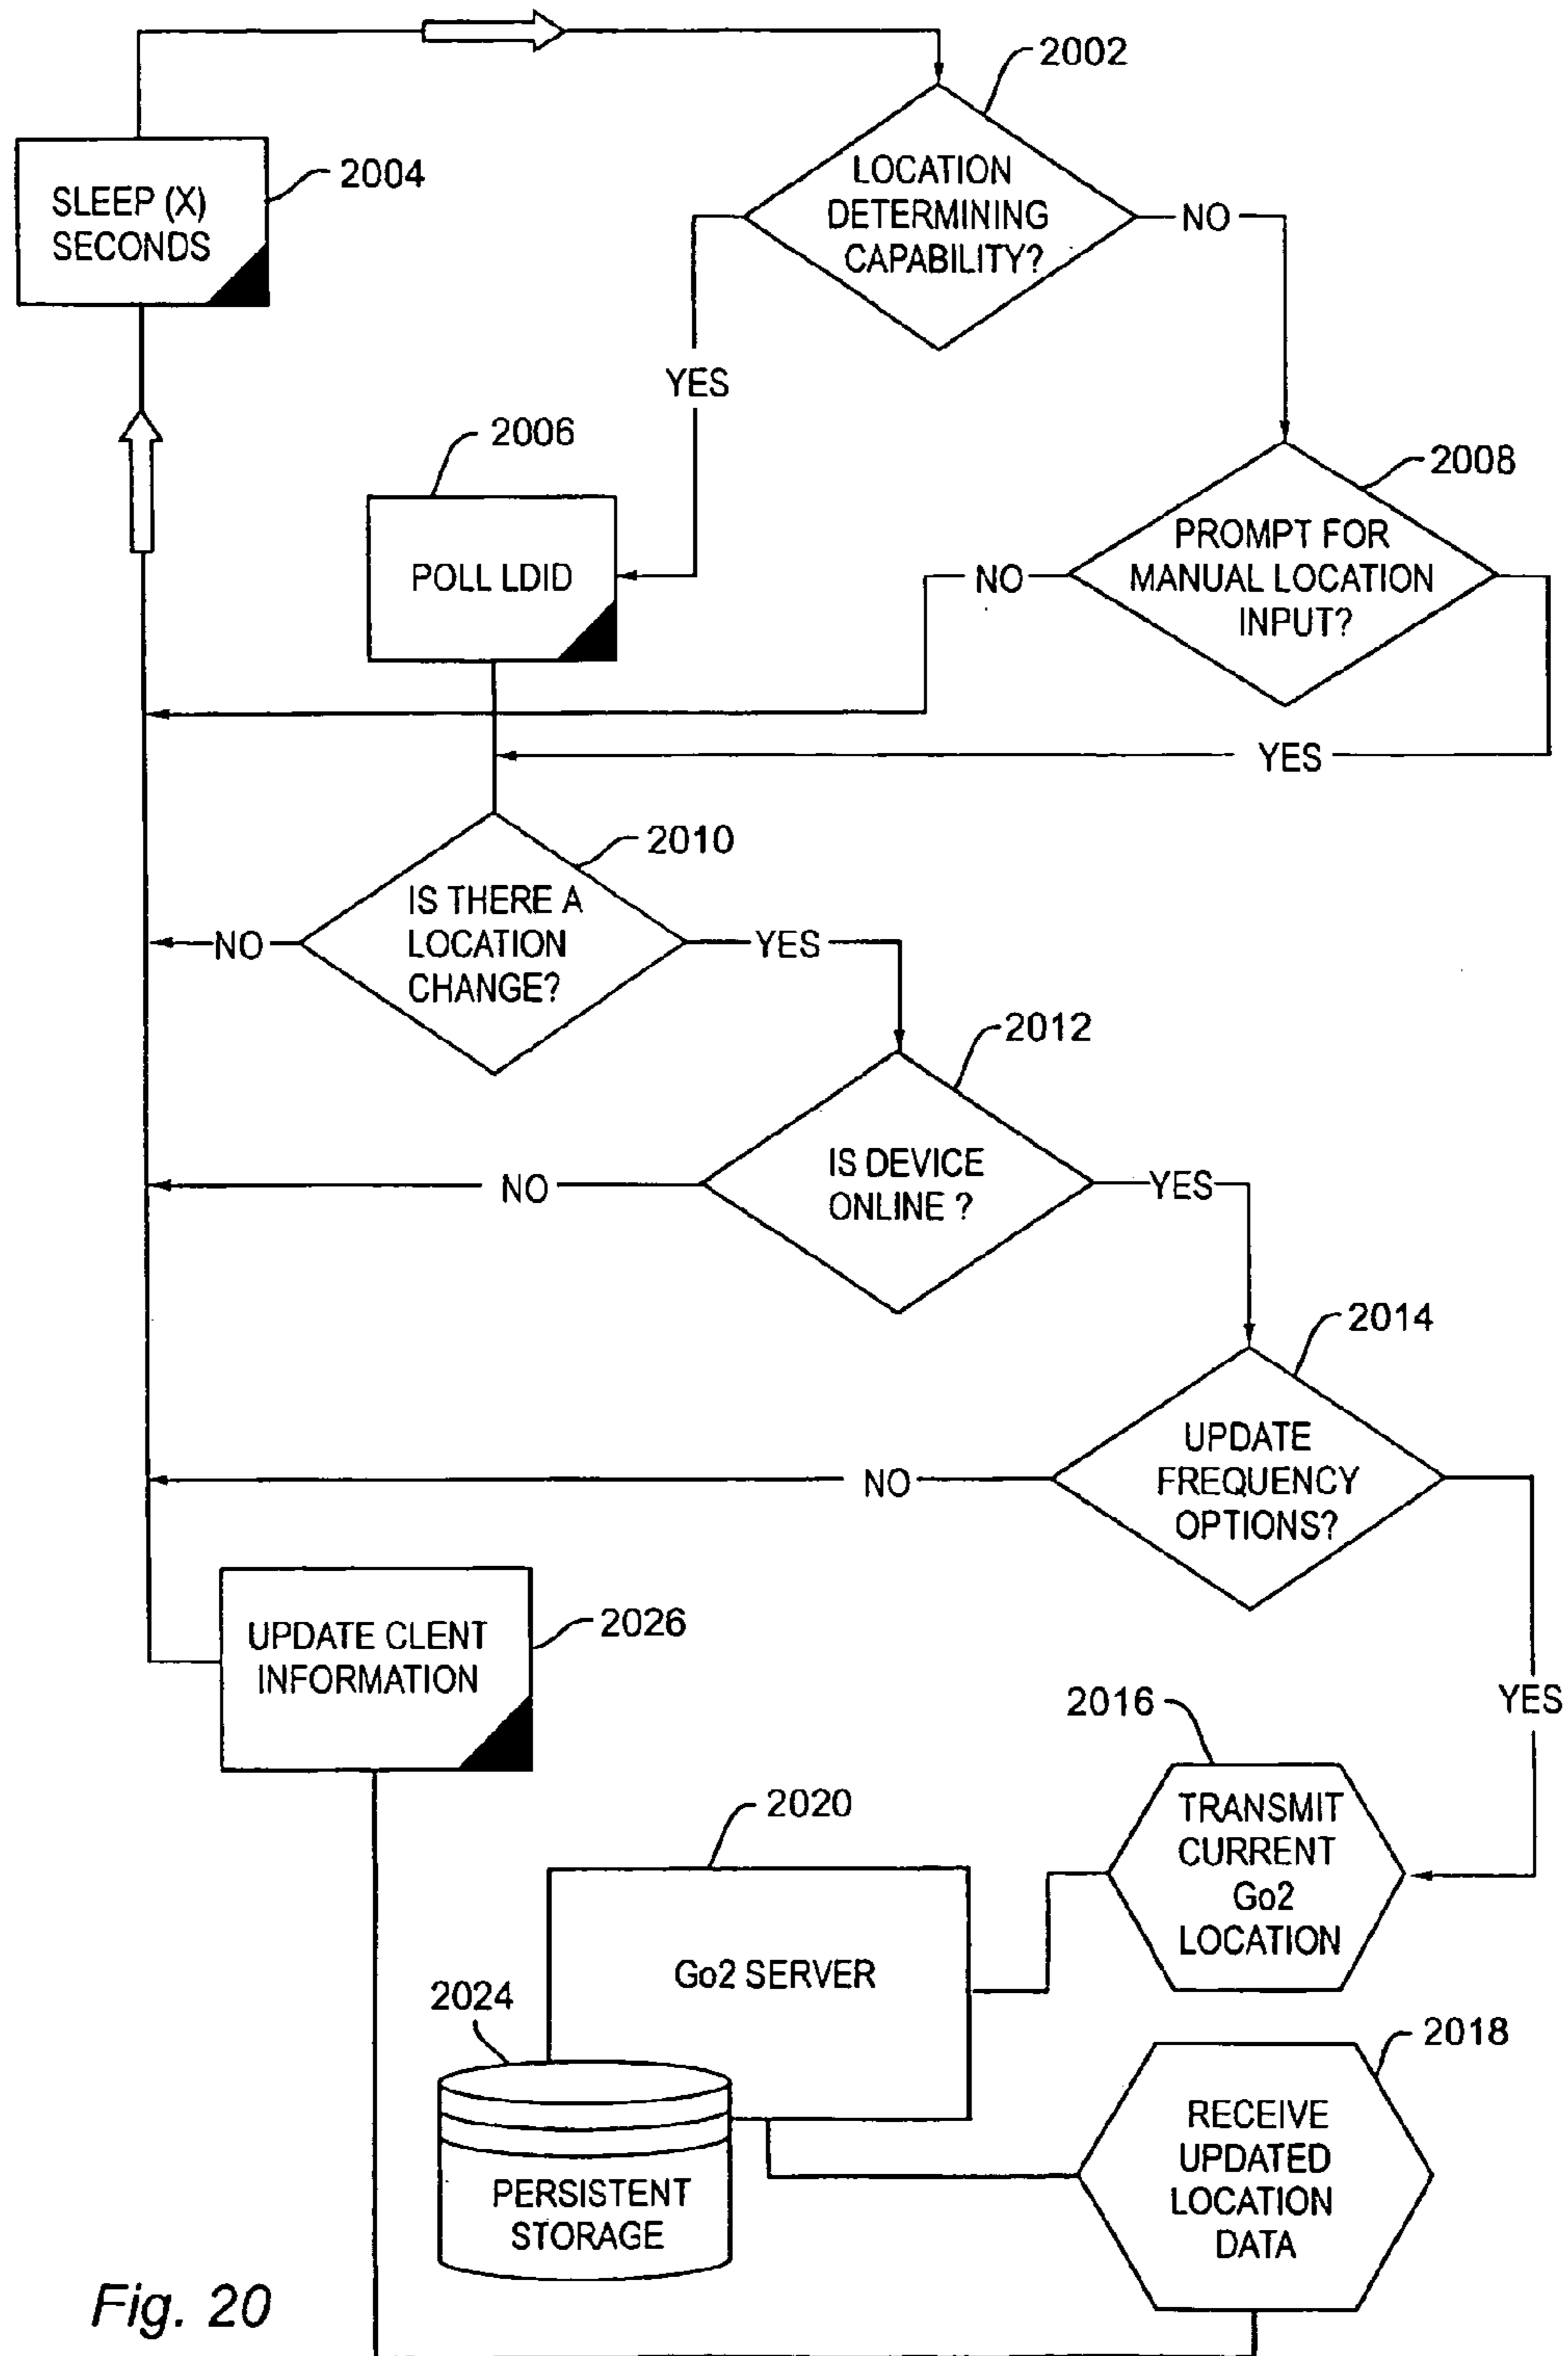 2002
LOCATION
DETERMINING
CAPABILITY?
2004
SLEEP (X)
SECONDS
NO
YES
2006
POLL LDID
2008
PROMPT FOR
MANUAL LOCATION
INPUT?
NO
YES
2010
IS THERE A
LOCATION
CHANGE?
NO
YES
2012
IS DEVICE
ONLINE ?
NO
YES
2014
UPDATE
FREQUENCY
OPTIONS?
NO
YES
2026
UPDATE CLENT
INFORMATION
2016
TRANSMIT
CURRENT
Go2
LOCATION
2020
Go2 SERVER
2024
PERSISTENT
STORAGE
2018
RECEIVE
UPDATED
LOCATION
DATA
Fig. 20